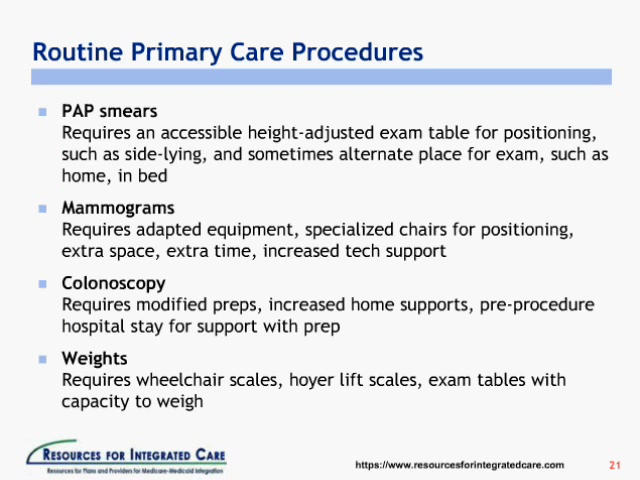 Routine Primary Care Procedures
PAP smears
Requires an accessible height-adjusted exam table for positioning,
such as side-lying, and sometimes alternate place for exam, such as
home, in bed
Mammograms
Requires adapted equipment, specialized chairs for positioning,
extra space, extra time, increased tech support
Colonoscopy
Requires modified preps, increased home supports, pre-procedure
hospital stay for support with prep
Weights
Requires wheelchair scales, hoyer lift scales, exam tables with
capacity to weigh
RESOURCES FOR INTEGRATED CARE
Resources for Plans and Providers for Medicare-Medicaid Integration
https://www.resourcesforintegratedcare.com
21